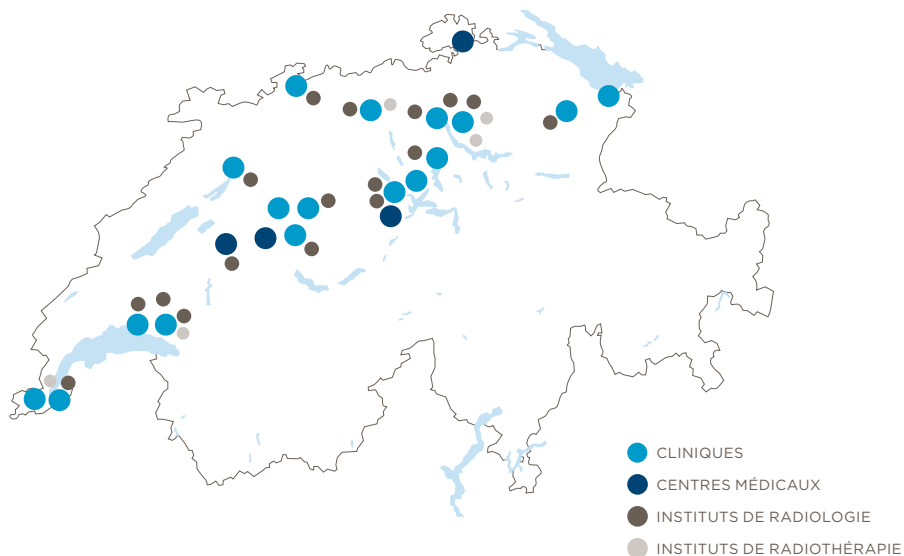 CLINIQUES
CENTRES MÉDICAUX
INSTITUTS DE RADIOLOGIE
INSTITUTS DE RADIOTHÉRAPIE